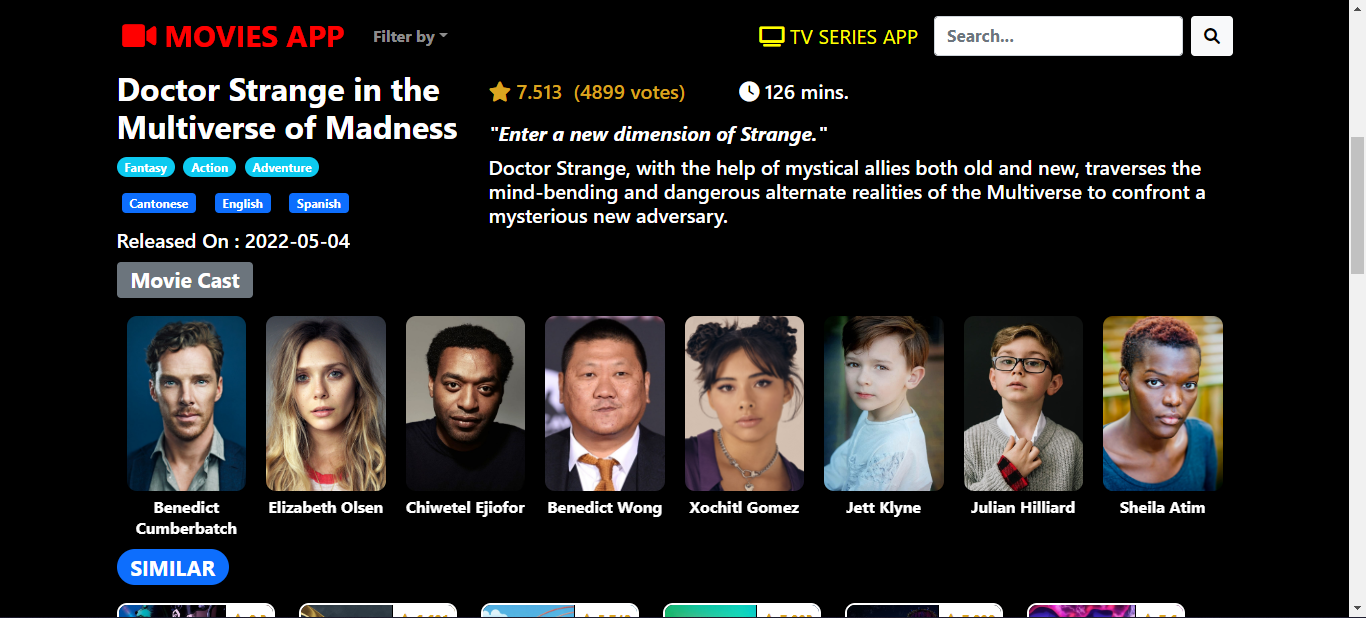 MOVIES APP
Filter by
TV SERIES APP
Search...
Doctor Strange in the
Multiverse of Madness
Fantasy Action Adventure
Cantonese English Spanish
Released On : 2022-05-04
7.513 (4899 votes)
126 mins.
"Enter a new dimension of Strange."
Doctor Strange, with the help of mystical allies both old and new, traverses the
mind-bending and dangerous alternate realities of the Multiverse to confront a
mysterious new adversary.
Movie Cast
Benedict
Cumberbatch
Elizabeth Olsen
Chiwetel Ejiofor
Benedict Wong
Xochitl Gomez
Jett Klyne
Julian Hilliard
Sheila Atim
SIMILAR